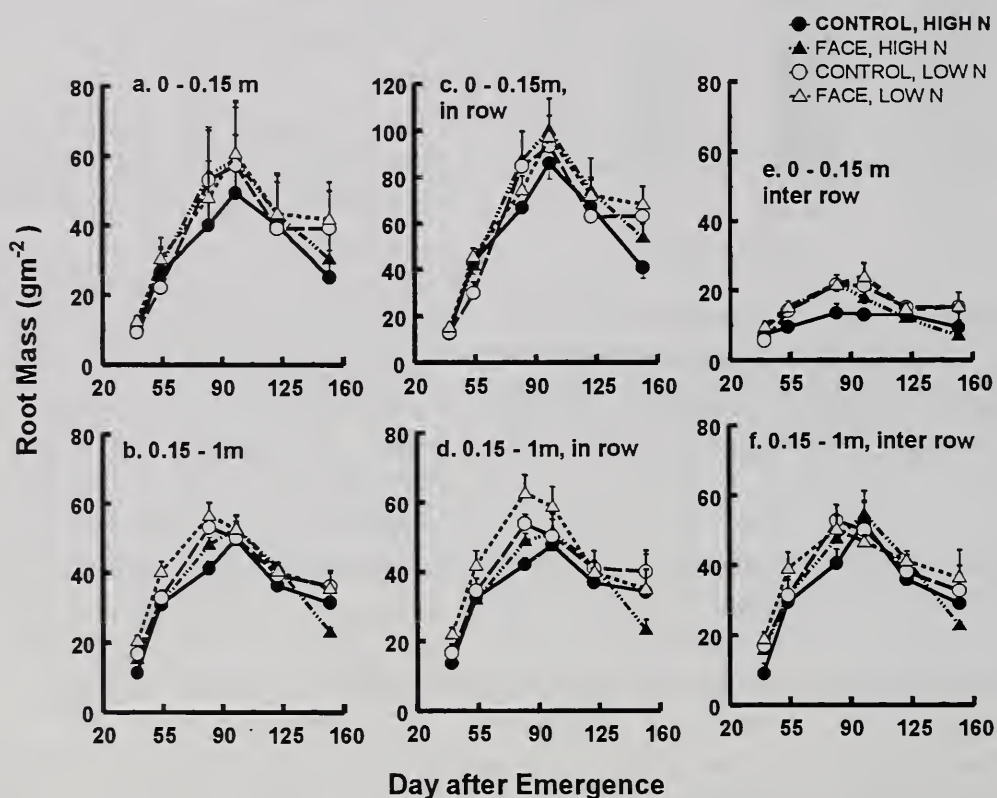 CONTROL, HIGH N
FACE, HIGH N
CONTROL, LOW N
FACE, LOW N
Root Mass (gm-2)
a. 0 - 0.15 m
80
60
40
20
0
20 55 90 125 160
c. 0 - 0.15m,
in row
120
100
80
60
40
20
0
20 55 90 125 160
e. 0 - 0.15 m
inter row
80
60
40
20
0
20 55 90 125 160
b. 0.15 - 1m
80
60
40
20
0
20 55 90 125 160
d. 0.15 - 1m, in row
80
60
40
20
0
20 55 90 125 160
f. 0.15 - 1m, inter row
80
60
40
20
0
20 55 90 125 160
Day after Emergence